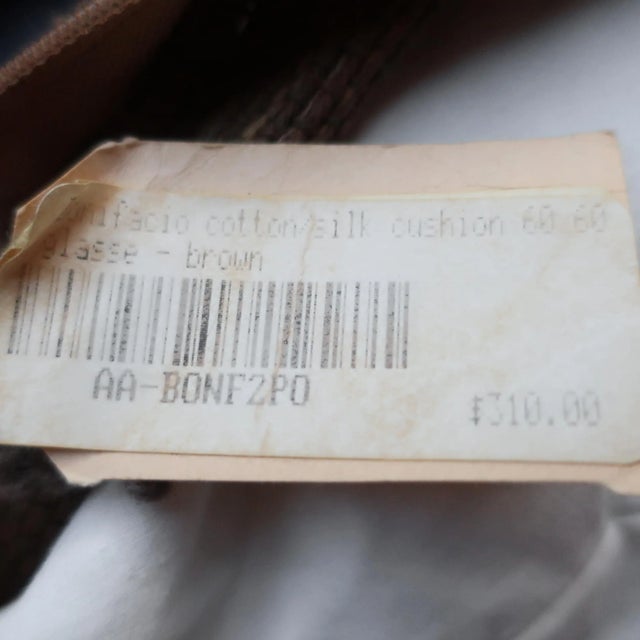 cotton/silk cushion 60 60
- brown
AA-BONF2PO
310.00